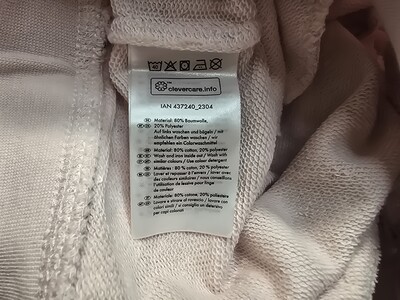 clevercare.info
IAN 437240_2304
Material: 80% Baumwolle,
20% Polyester
Auf links waschen und bügeln / mit
ähnlichen Farben waschen / wir
empfehlen ein Colorwaschmittel
Material: 80% cotton, 20% polyester
Wash and iron inside out / Wash with
similar colours / Use colour detergent
Matières: 80 % coton, 20 % polyester
Laver et repasser à l'envers / laver avec
des couleurs similaires / nous conseillons
l'utilisation de lessive pour linge
de couleur
Materiale: 80% cotone, 20% poliestere
Lavare e stirare al rovescio / lavare con
colori simili / si consiglia un detersivo
per capi colorati